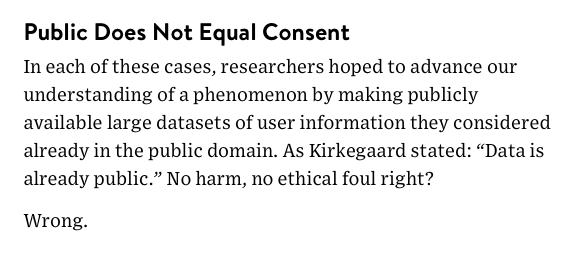 Public Does Not Equal Consent
In each of these cases, researchers hoped to advance our
understanding of a phenomenon by making publicly
available large datasets of user information they considered
already in the public domain. As Kirkegaard stated: “Data is
already public.” No harm, no ethical foul right?
Wrong.